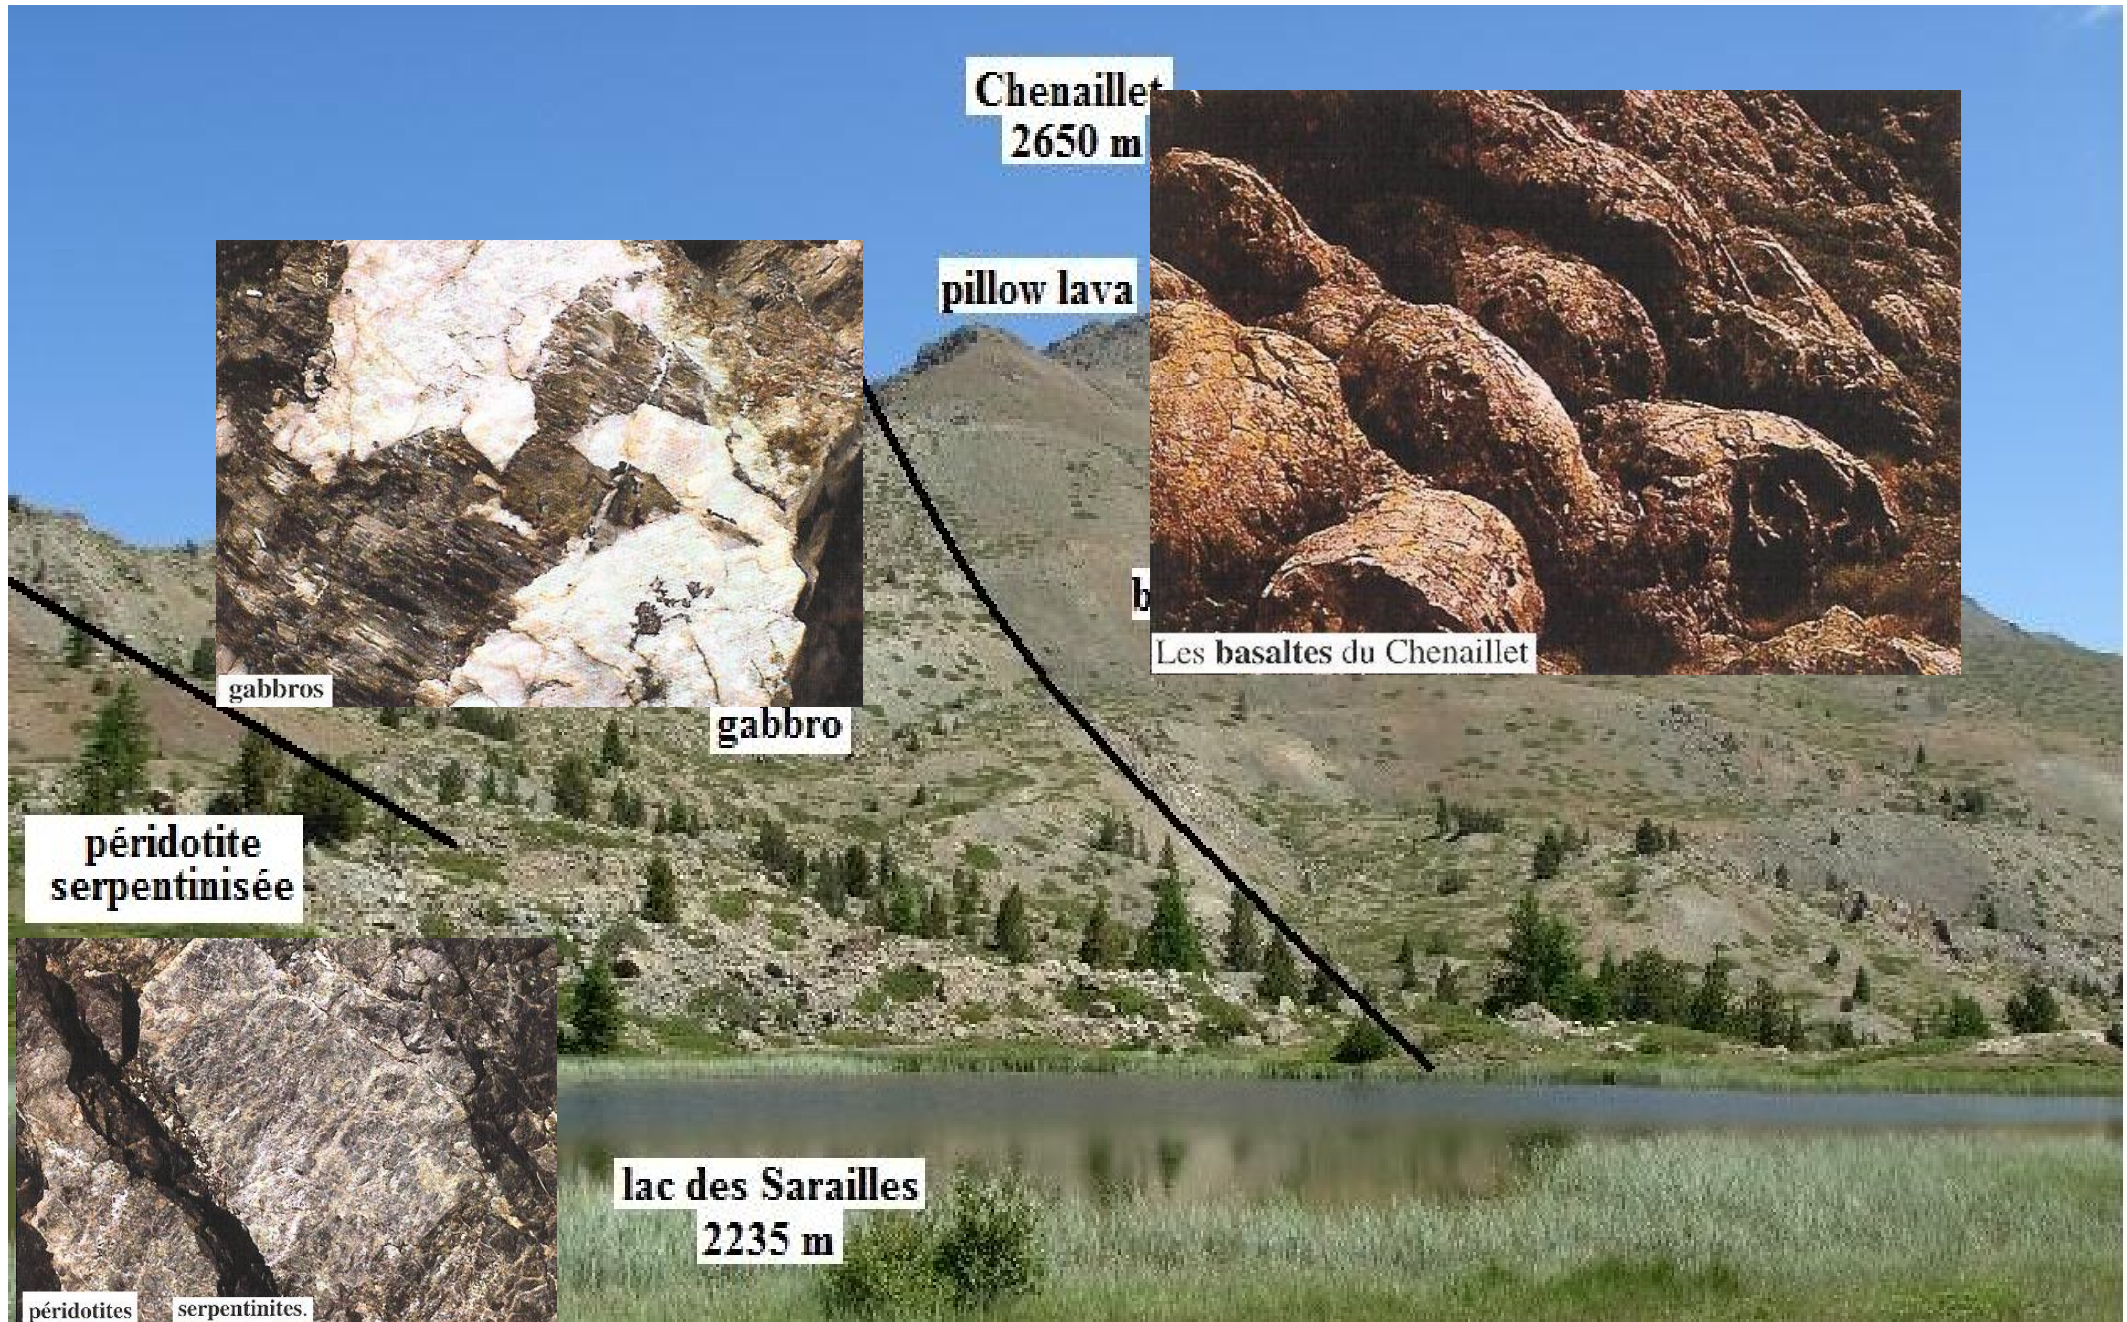 Chenaillet
2650 m
pillow lava
Les basaltes du Chenaillet
gabbros
gabbro
péridotite
serpentinisée
lac des Sarailles
2235 m
péridotites serpentinites.